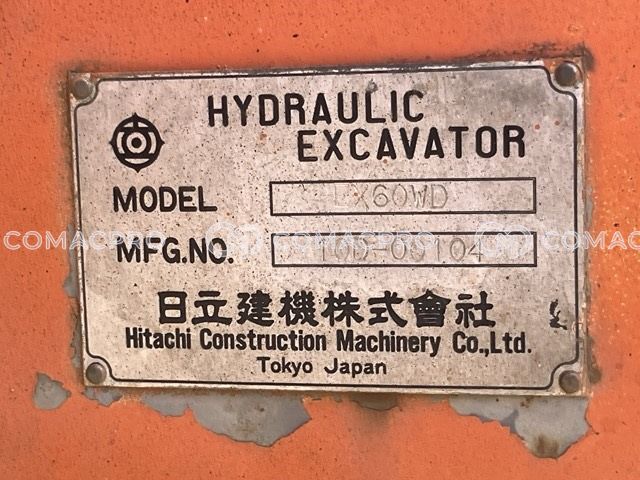 HYDRAULIC
EXCAVATOR
MODEL EX60WD
MFG.NO.
COMACPRO COMACPRO COMACPRO
日立建機株式會社
Hitachi Construction Machinery Co.,Ltd.
Tokyo Japan